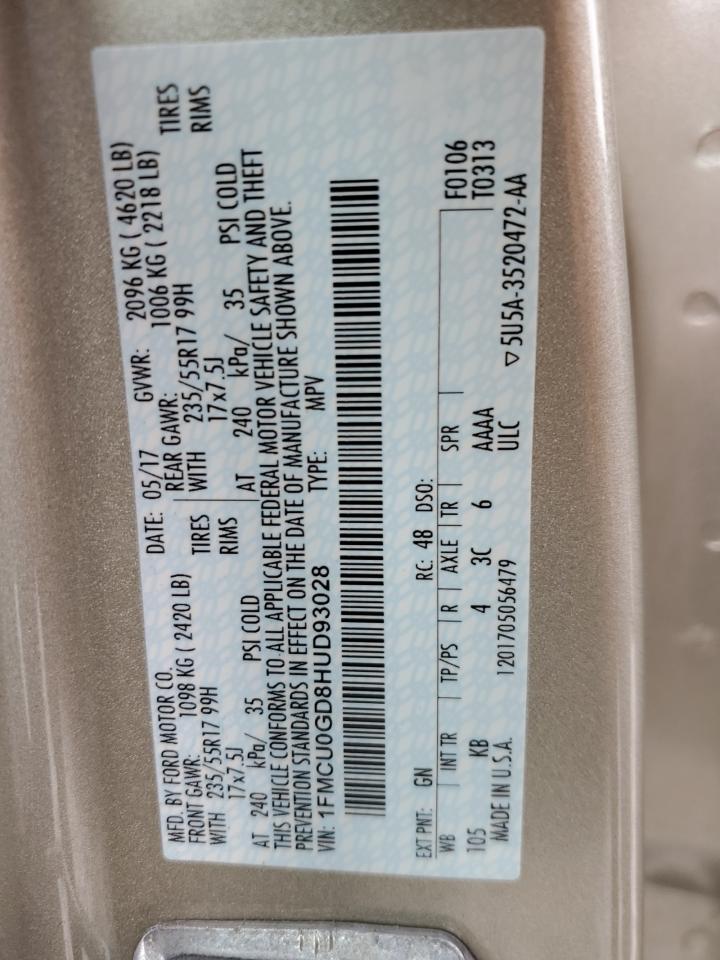 MFD. BY FORD MOTOR CO. DATE: 05/17 GVWR: 2096 KG ( 4620 LB)
FRONT GAWR: 1098 KG ( 2420 LB) REAR GAWR: 1006 KG ( 2218 LB)
WITH 235/55R17 99H TIRES WITH 235/55R17 99H TIRES
17x7.5J RIMS 17x7.5J RIMS
AT 240 kPa/ 35 PSI COLD AT 240 kPa/ 35 PSI COLD
THIS VEHICLE CONFORMS TO ALL APPLICABLE FEDERAL MOTOR VEHICLE SAFETY AND THEFT
PREVENTION STANDARDS IN EFFECT ON THE DATE OF MANUFACTURE SHOWN ABOVE.
VIN: 1FMCU0GD8HUD93028 TYPE: MPV
EXT PNT: GN RC: 48 DSO: F0106
WB INT TR TP/PS R AXLE TR SPR T0313
105 KB 4 3C 6 AAAA
MADE IN U.S.A. 1201705056479 ULC ▽5U5A-3520472-AA